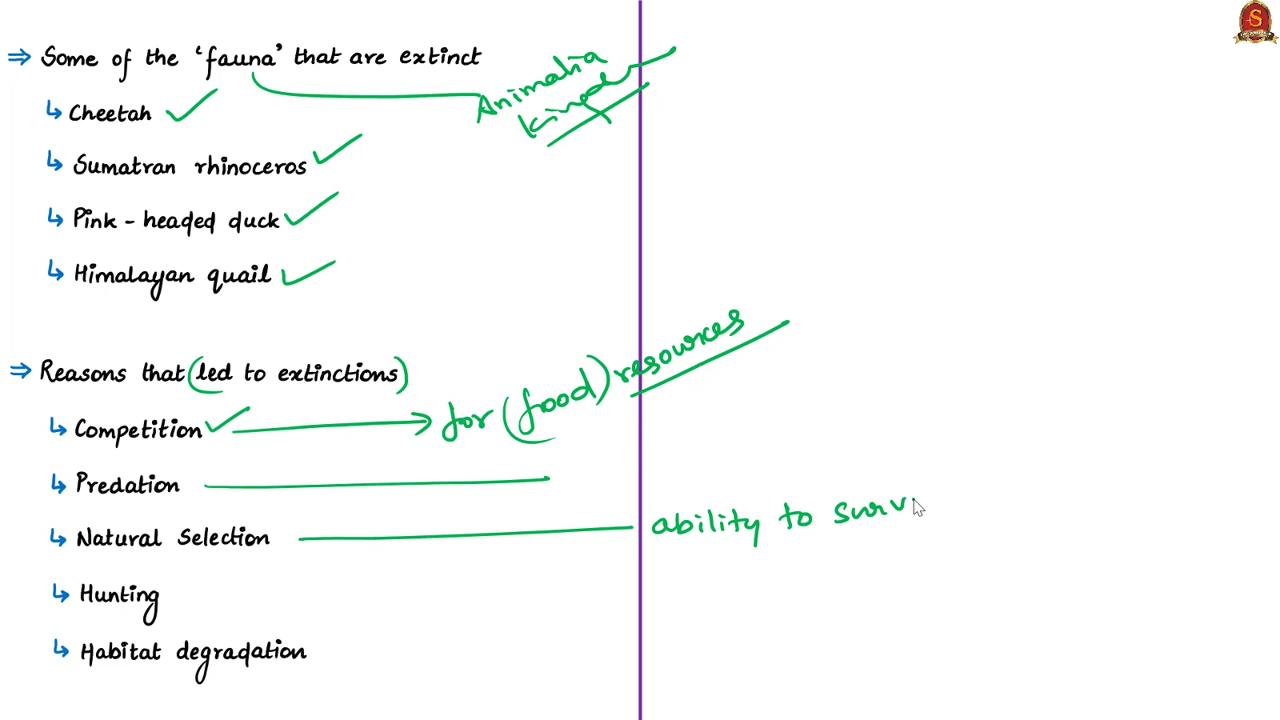 ⇒ Some of the 'fauna' that are extinct
Animalia
↳ Cheetah
↳ Sumatran rhinoceros
↳ Pink-headed duck
↳ Himalayan quail
⇒ Reasons that (led to extinctions)
↳ Competition → for (food) resources
↳ Predation
↳ Natural Selection ability to surv
↳ Hunting
↳ Habitat degradation